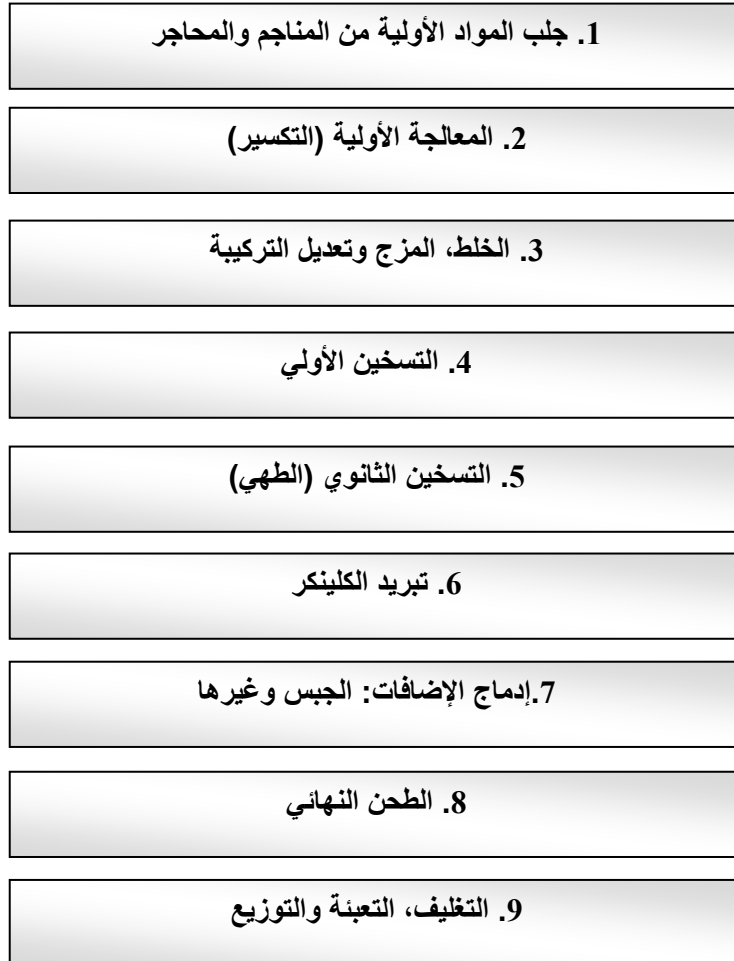 1. جلب المواد الأولية من المناجم والمحاجر
2. المعالجة الأولية (التكسير)
3. الخلط، المزج وتعديل التركيبة
4. التسخين الأولي
5. التسخين الثانوي (الطهي)
6. تبريد الكلينكر
7.إدماج الإضافات: الجبس وغيرها
8. الطحن النهائي
9. التغليف، التعبئة والتوزيع